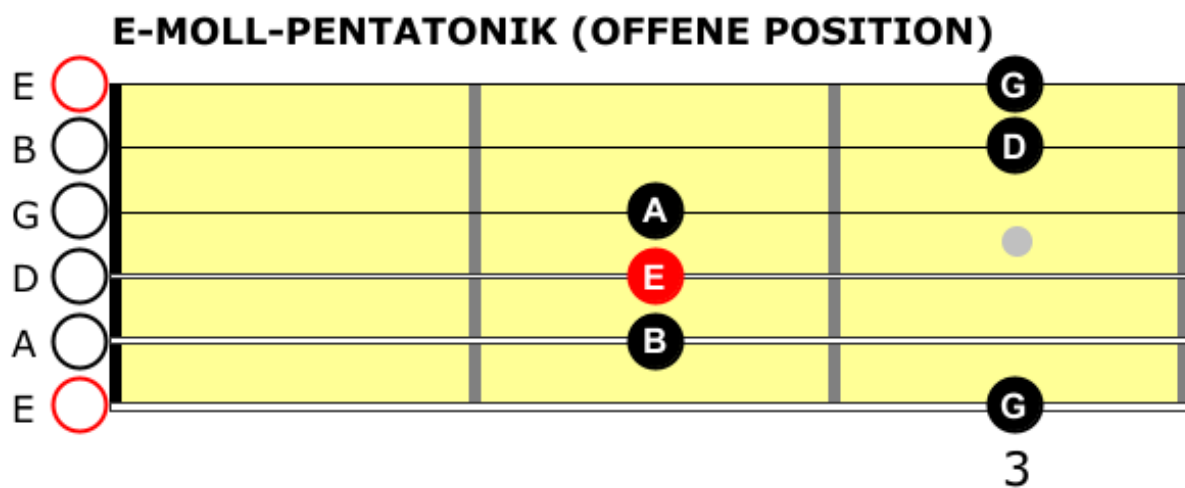 E-MOLL-PENTATONIK (OFFENE POSITION)
E G
B D
G A
D E
A B
E G
3